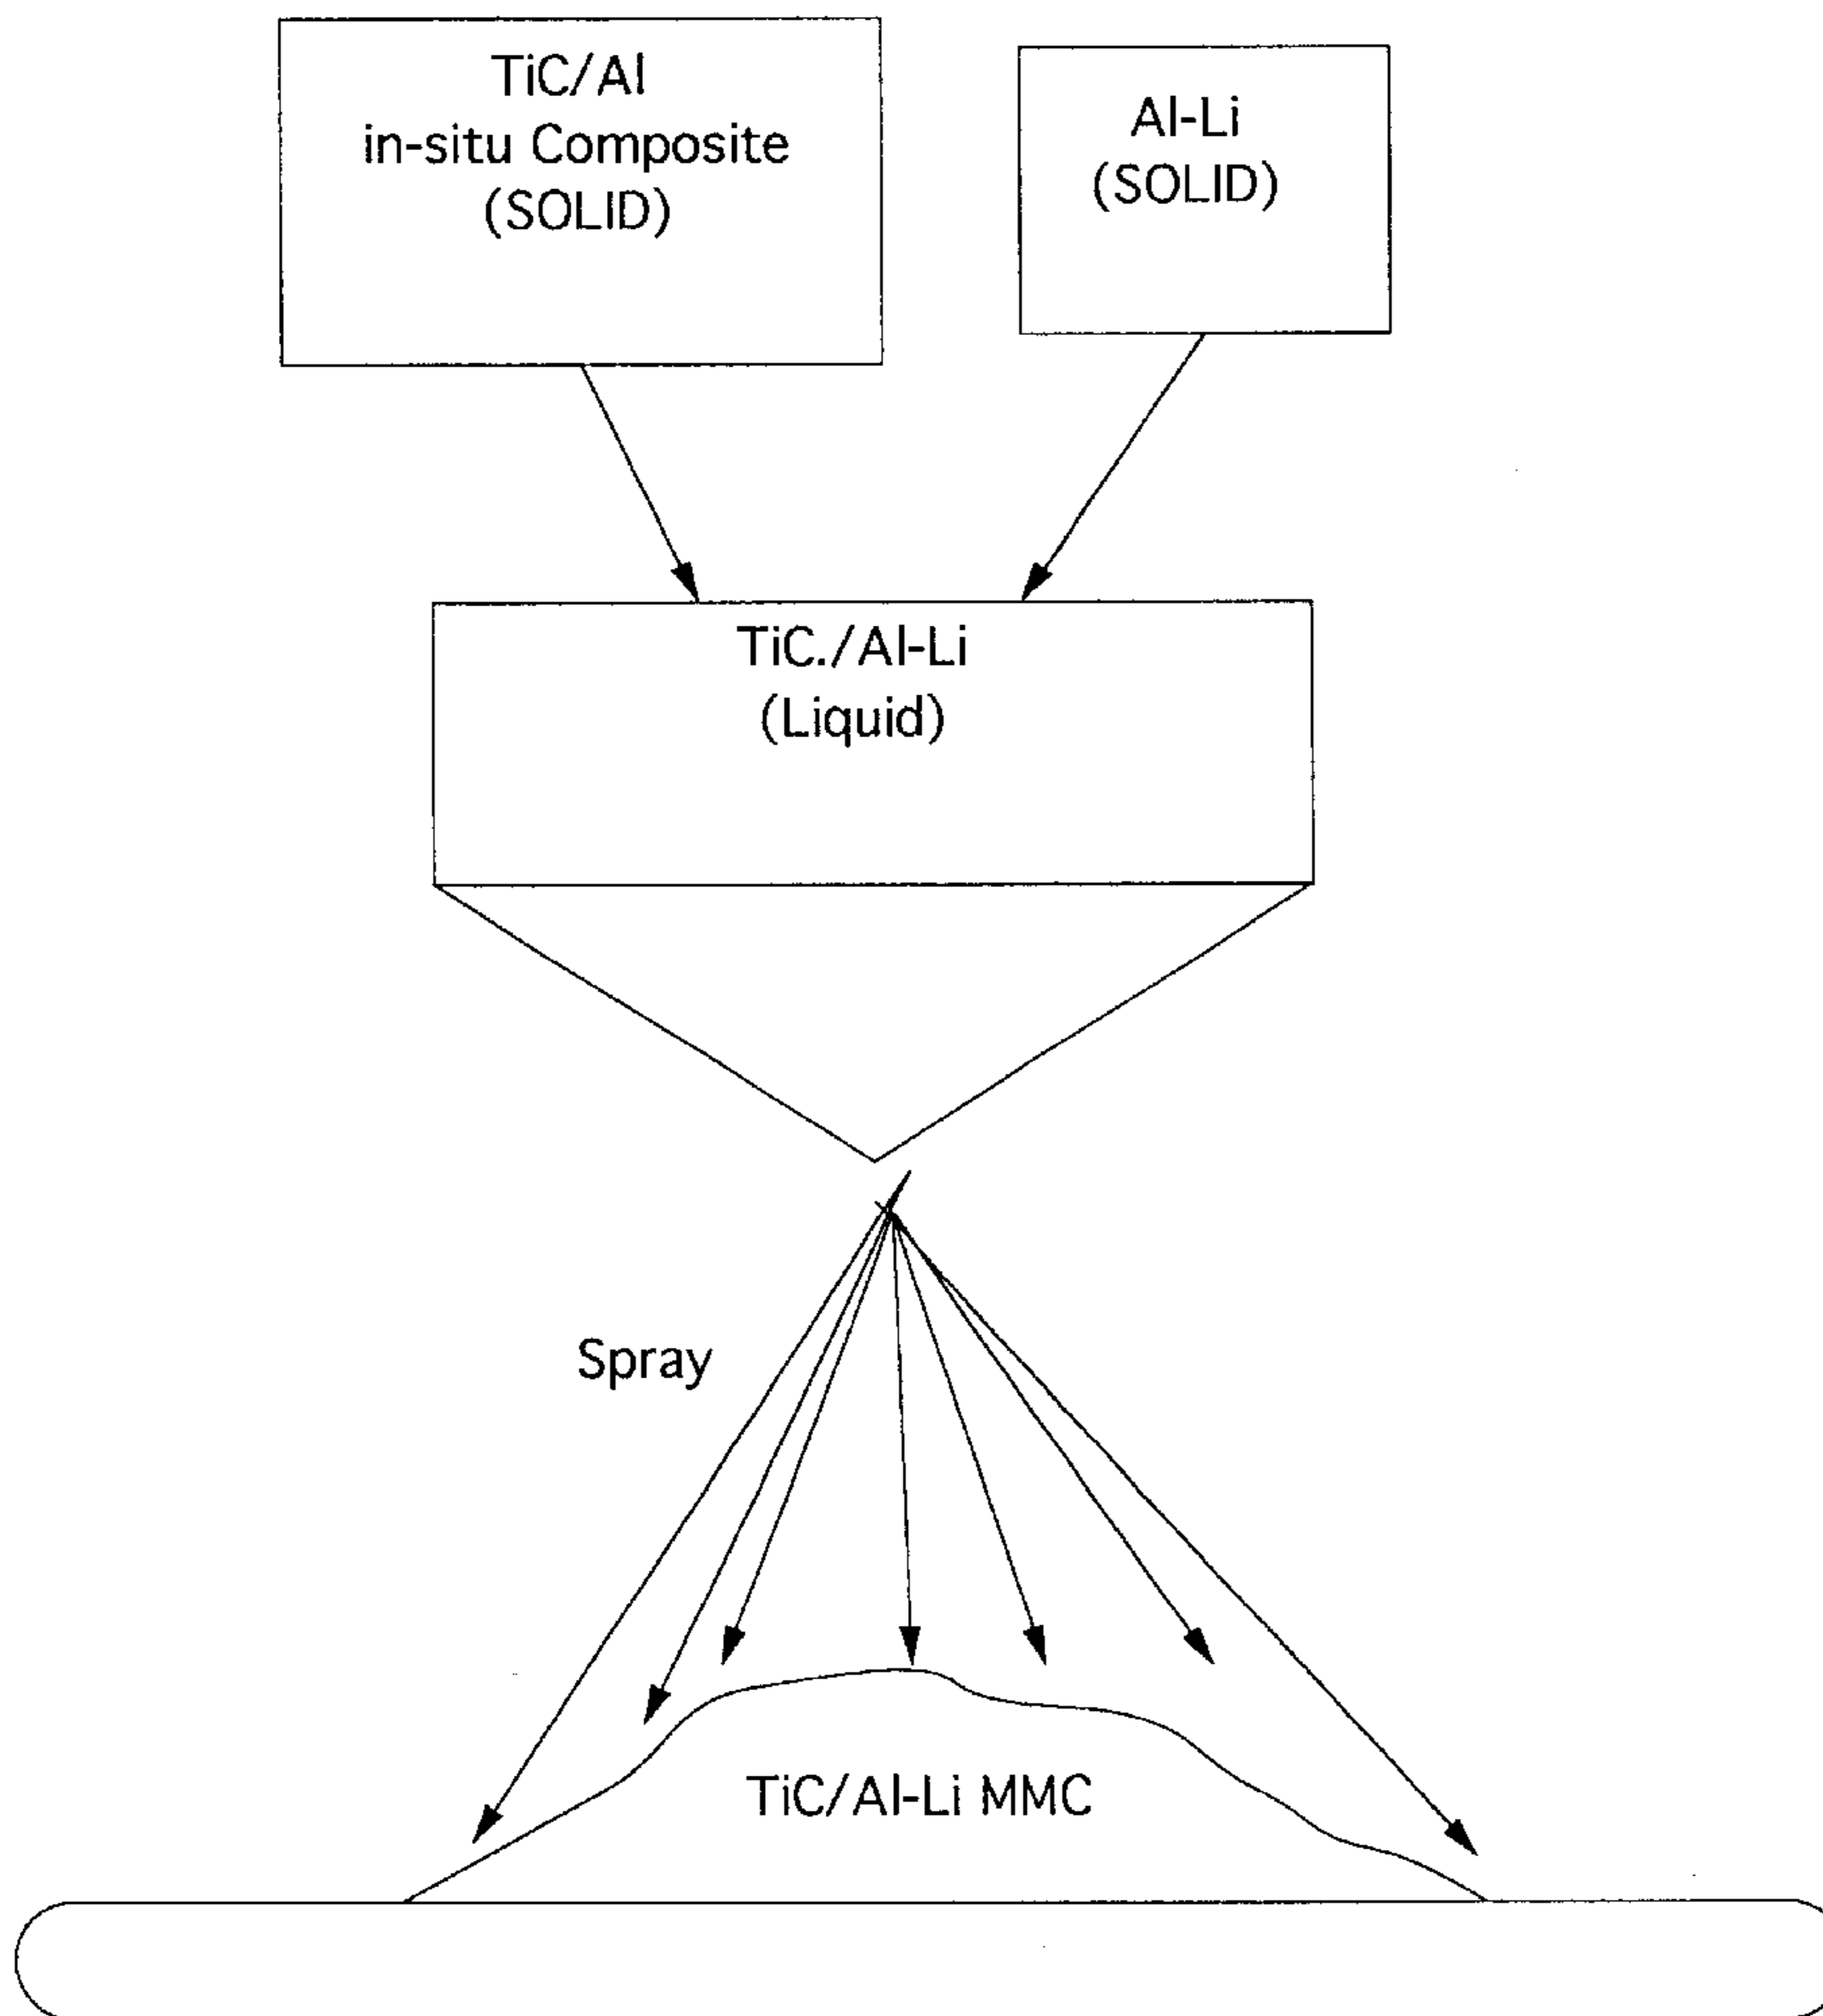 TiC/Al
in-situ Composite
(SOLID)
Al-Li
(SOLID)
TiC./Al-Li
(Liquid)
Spray
TiC/Al-Li MMC